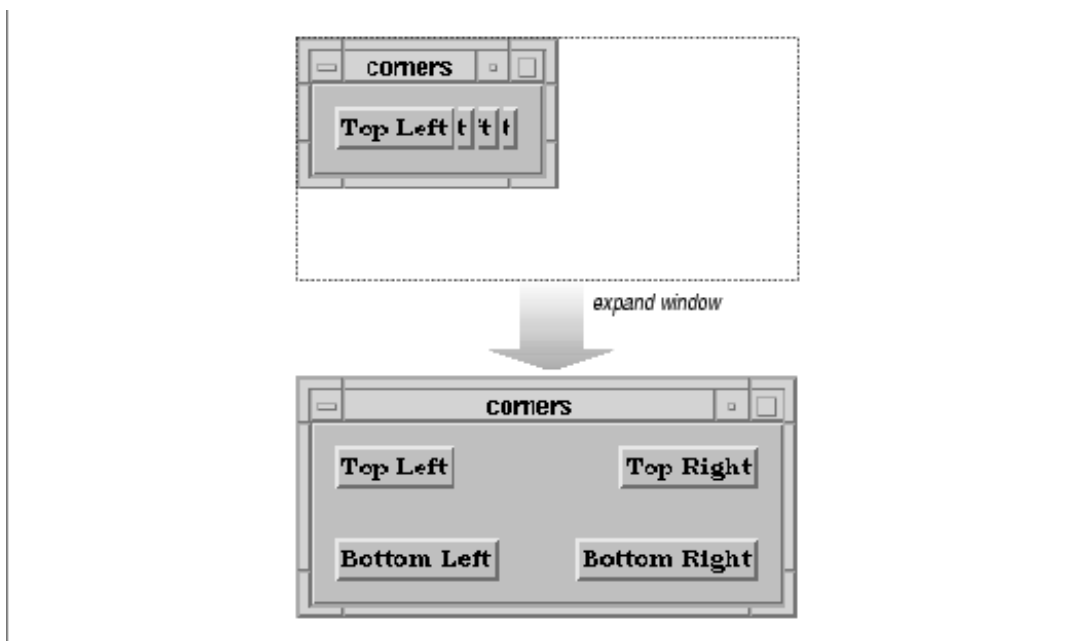 corners
Top Left t t t
expand window
corners
Top Left Top Right
Bottom Left Bottom Right